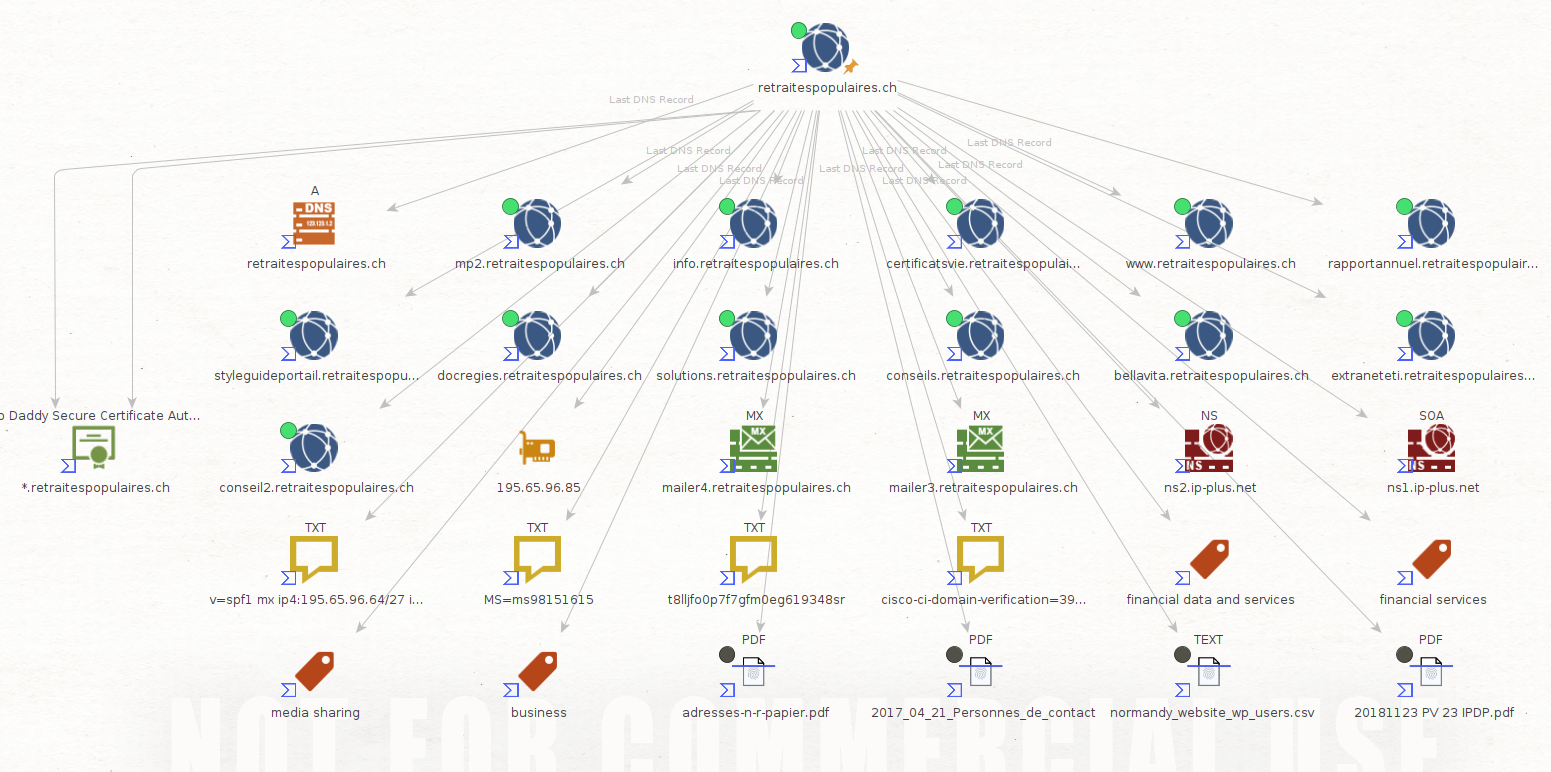 retraitespopulaires.ch
Last DNS Record
Last DNS Record
Last DNS Record
Last DNS Record
Last DNS Record
Last DNS Record
Last DNS Record
Last DNS Record
Last DNS Record
A
DNS
retraitespopulaires.ch
mp2.retraitespopulaires.ch
info.retraitespopulaires.ch
certificatsvie.retraitespopulai...
www.retraitespopulaires.ch
rapportannuel.retraitespopulair...
styleguideportail.retraitespopu...
docregies.retraitespopulaires.ch
solutions.retraitespopulaires.ch
conseils.retraitespopulaires.ch
bellavita.retraitespopulaires.ch
extraneteti.retraitespopulaires...
Daddy Secure Certificate Aut...
*.retraitespopulaires.ch
conseil2.retraitespopulaires.ch
195.65.96.85
MX
MX
mailer4.retraitespopulaires.ch
MX
MX
mailer3.retraitespopulaires.ch
NS
NS
ns2.ip-plus.net
SOA
NS
ns1.ip-plus.net
TXT
v=spf1 mx ip4:195.65.96.64/27 i...
TXT
MS=ms98151615
TXT
t8lljfo0p7f7gfm0eg619348sr
TXT
cisco-ci-domain-verification=39...
financial data and services
financial services
media sharing
business
PDF
adresses-n-r-papier.pdf
PDF
2017_04_21_Personnes_de_contact
TEXT
normandy_website_wp_users.csv
PDF
20181123 PV 23 IPDP.pdf
NOT FOR COMMERCIAL USE